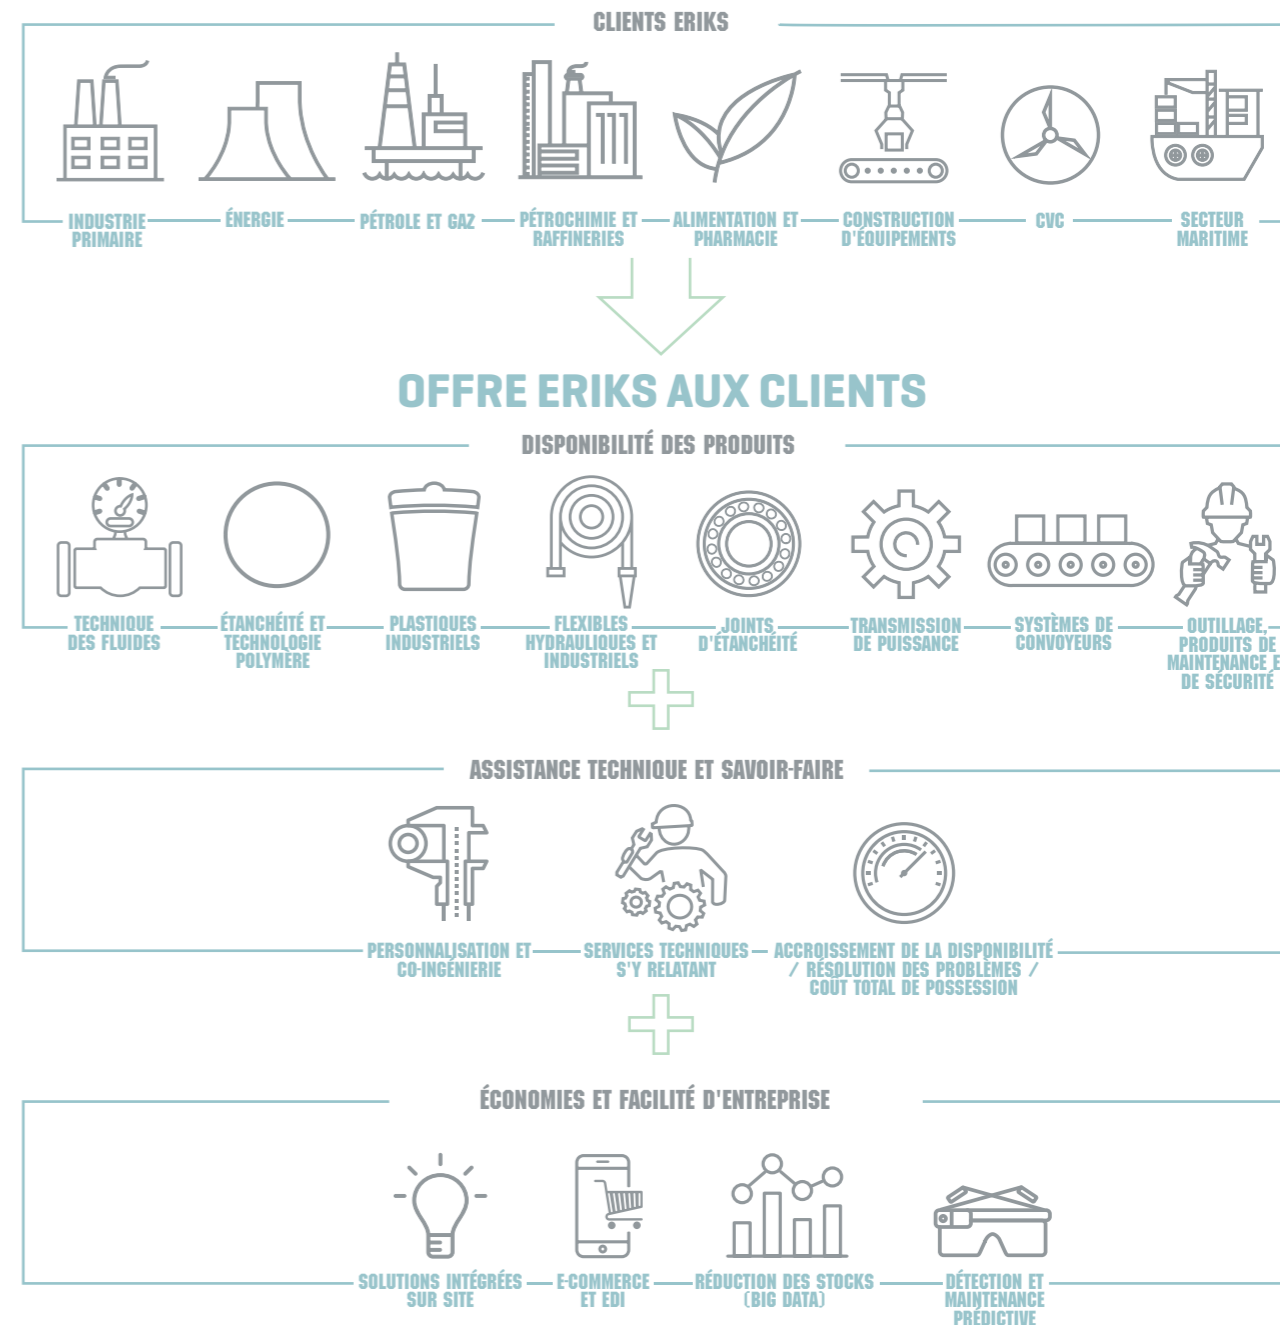 CLIENTS ERIKS
INDUSTRIE
PRIMAIRE
ÉNERGIE
PÉTROLE ET GAZ
PÉTROCHIMIE ET
RAFFINERIES
ALIMENTATION ET
PHARMACIE
CONSTRUCTION
D'ÉQUIPEMENTS
CVC
SECTEUR
MARITIME
OFFRE ERIKS AUX CLIENTS
DISPONIBILITÉ DES PRODUITS
TECHNIQUE
DES FLUIDES
ÉTANCHÉITÉ ET
TECHNOLOGIE
POLYMÈRE
PLASTIQUES
INDUSTRIELS
FLEXIBLES
HYDRAULIQUES ET
INDUSTRIELS
JOINTS
D'ÉTANCHÉITÉ
TRANSMISSION
DE PUISSANCE
SYSTÈMES DE
CONVOYEURS
OUTILLAGE,
PRODUITS DE
MAINTENANCE E
DE SÉCURITÉ
ASSISTANCE TECHNIQUE ET SAVOIR-FAIRE
PERSONNALISATION ET
CO-INGÉNIERIE
SERVICES TECHNIQUES
S'Y RELATANT
ACCROISSEMENT DE LA DISPONIBILITÉ
/ RÉSOLUTION DES PROBLÈMES /
COÛT TOTAL DE POSSESSION
ÉCONOMIES ET FACILITÉ D'ENTREPRISE
SOLUTIONS INTÉGRÉES
SUR SITE
E-COMMERCE
ET EDI
RÉDUCTION DES STOCKS
(BIG DATA)
DÉTECTION ET
MAINTENANCE
PRÉDICTIVE